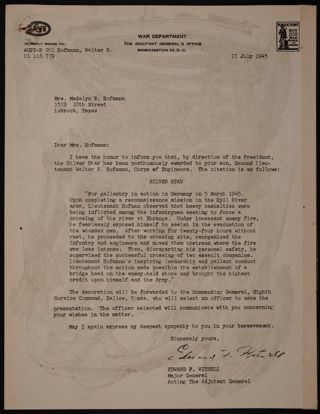 SAVE
WAR DEPARTMENT
THE ADJUTANT GENERAL'S OFFICE
WASHINGTON 25, D.C.
IN REPLY REFER TO:
AGPD-R 201 Hofmann, Walter R.
01 116 779
17 July 1945
Mrs. Madelyn R. Hofmann
1519 10th Street
Lubbock, Texas
Dear Mrs. Hofmann:
I have the honor to inform you that, by direction of the President,
the Silver Star has been posthumously awarded to your son, Second Lieu-
tenant Walter R. Hofmann, Corps of Engineers. The citation is as follows:
SILVER STAR
"For gallantry in action in Germany on 5 March 1945.
Upon completing a reconnaissance mission in the Kyll River
area, Lieutenant Hofmann observed that heavy casualties were
being inflicted among the infantrymen seeking to force a
crossing of the river at Ehrange. Under incessant enemy fire,
he fearlessly exposed himself to assist in the evacuation of
the wounded men. After working for twenty-four hours without
rest, he proceeded to the crossing site, reorganized the
infantry and engineers and moved them upstream where the fire
was less intense. Then, disregarding his personal safety, he
supervised the successful crossing of two assault companies.
Lieutenant Hofmann's inspiring leadership and gallant conduct
throughout the action made possible the establishment of a
bridge head on the enemy-held shore and brought the highest
credit upon himself and the Army."
The decoration will be forwarded to the Commanding General, Eighth
Service Command, Dallas, Texas, who will select an officer to make the
presentation. The officer selected will communicate with you concerning
your wishes in the matter.
May I again express my deepest sympathy to you in your bereavement.
Sincerely yours,
EDWARD F. WITSELL
Major General
Acting The Adjutant General